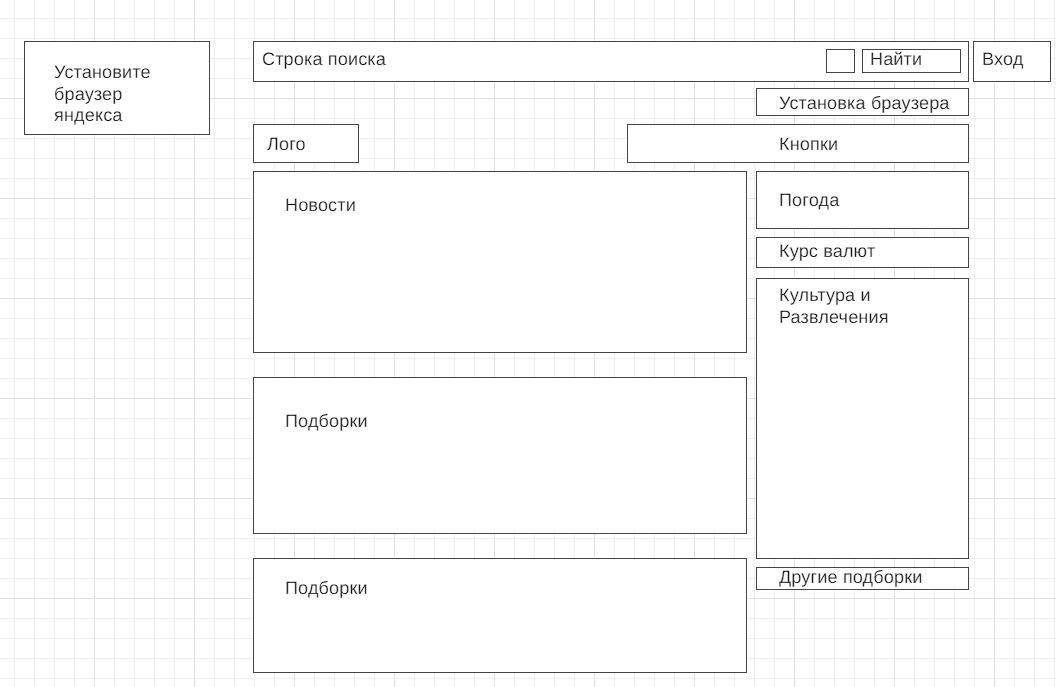 Установите
браузер
яндекса
Строка поиска
Найти
Вход
Установка браузера
Лого
Кнопки
Новости
Погода
Курс валют
Культура и
Развлечения
Подборки
Другие подборки
Подборки